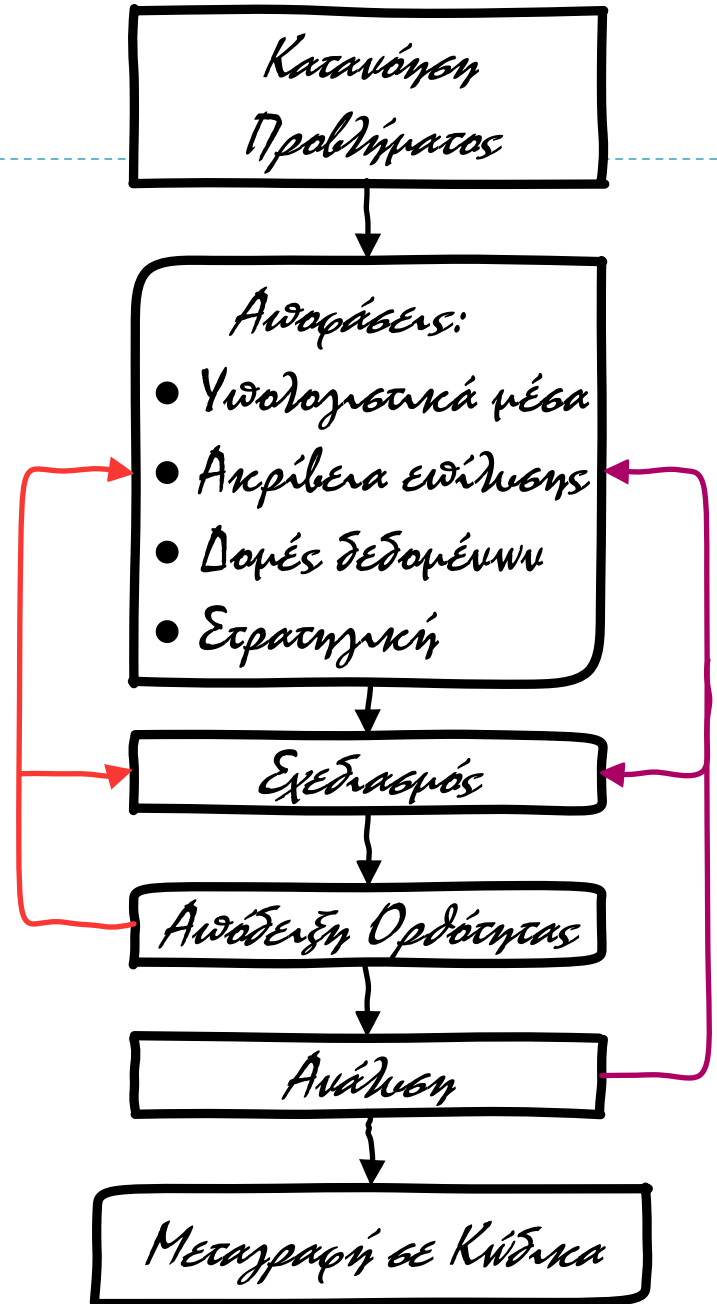 Κατανόηση
Προβλήματος
Αποφάσεις:
● Υπολογιστικά μέσα
● Ακρίβεια επίλυσης
● Δομές δεδομένων
● Στρατηγική
Σχεδιασμός
Απόδειξη Ορθότητας
Ανάλυση
Μεταγραφή σε Κώδικα